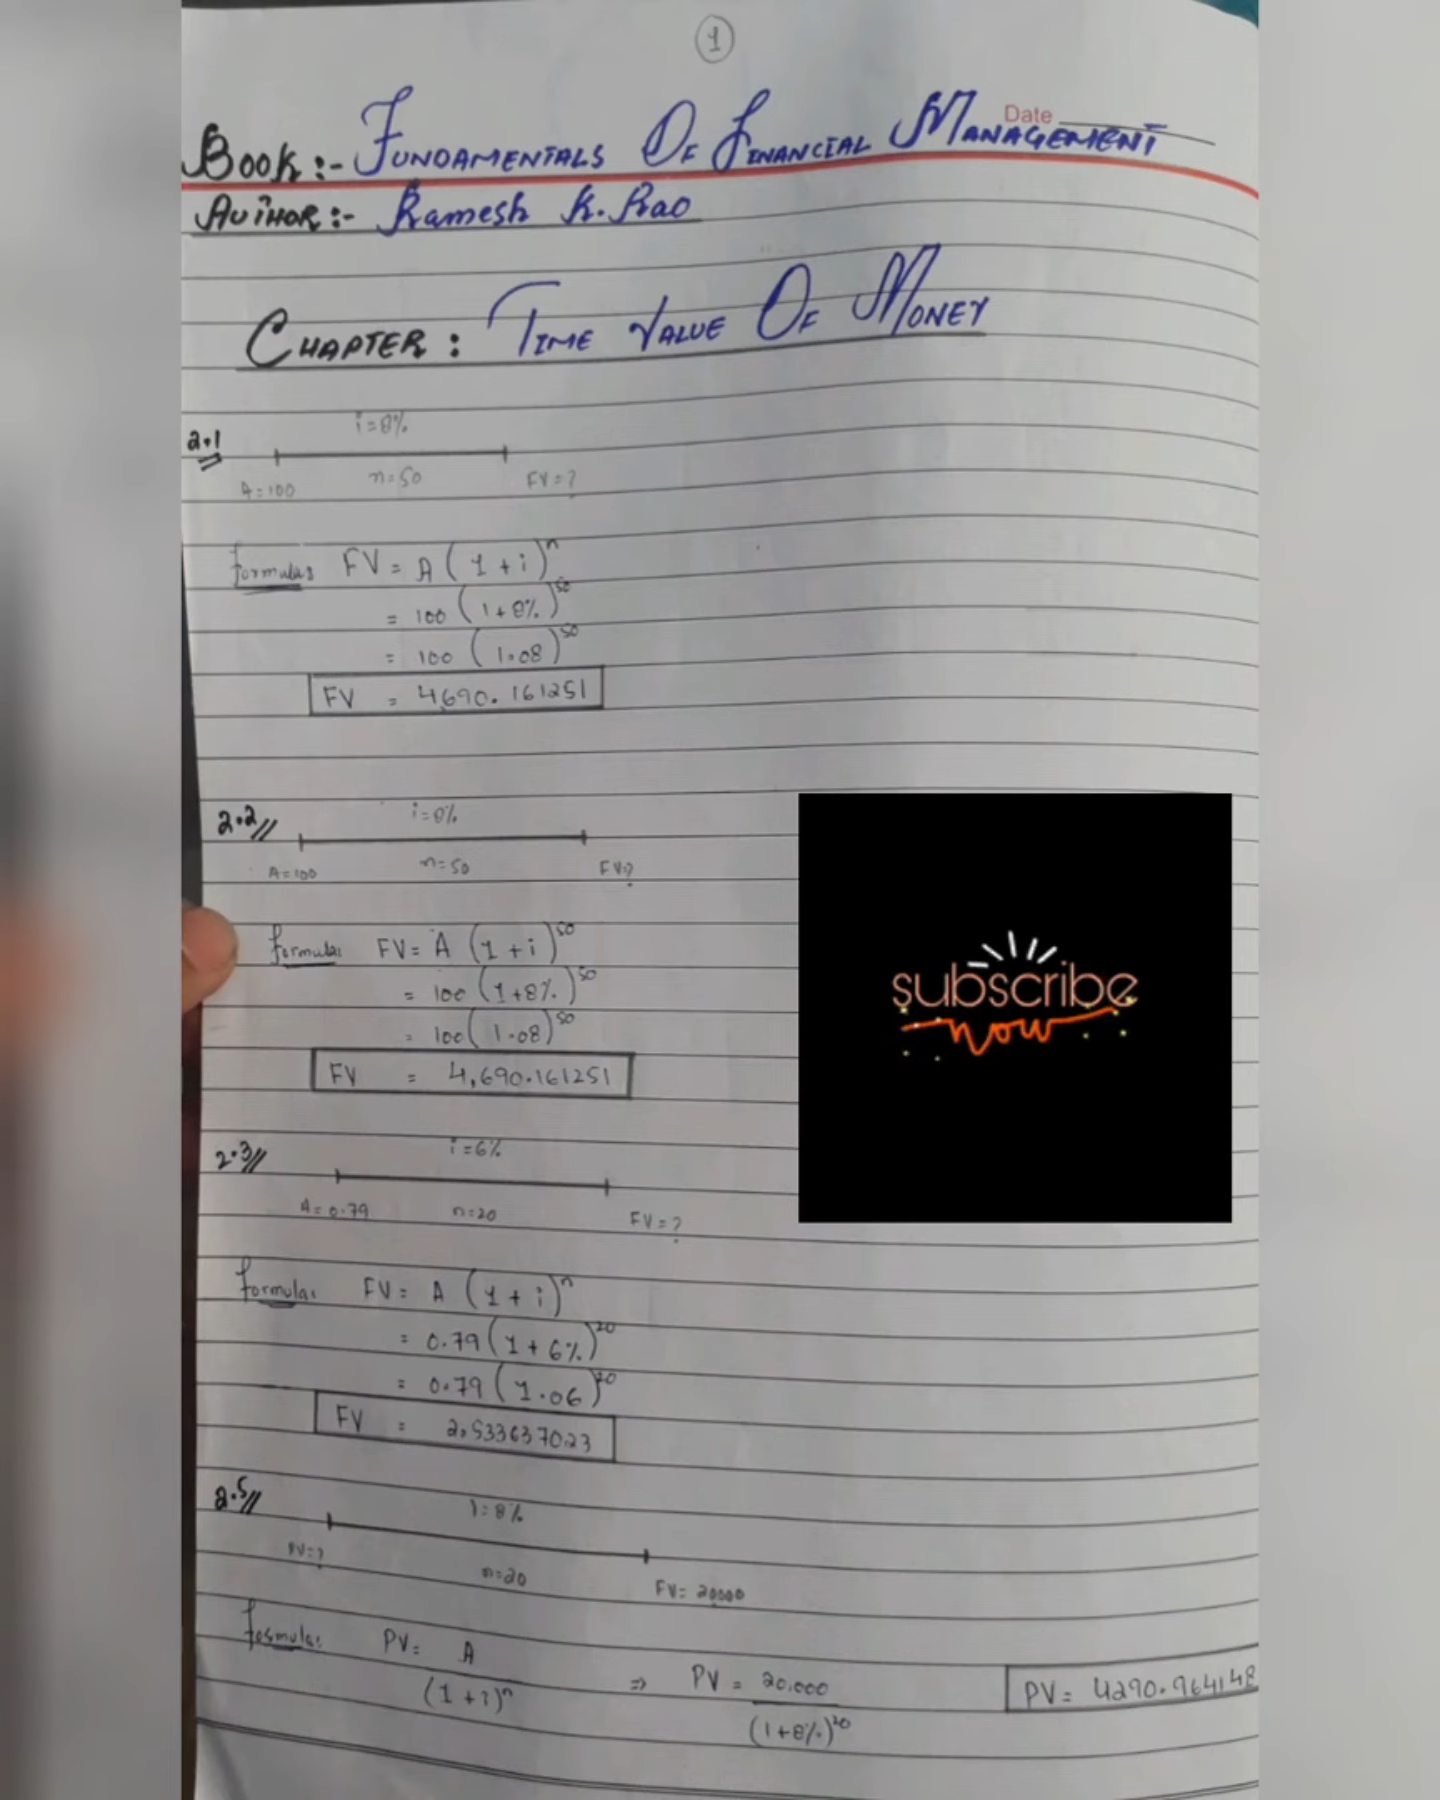 1
Date
Book:- Fundamentals Of Financial Management
Author:- Ramesh K. Rao
Chapter: Time Value Of Money
2.1
i=8%
A=100 n=50 FV=?
formula: FV = A (1+i)^n
= 100 (1+8%)^50
= 100 (1.08)^50
FV = 4,690.161251
2.2
i=8%
A=100 n=50 FV?
formula: FV= A (1+i)^50
= 100 (1+8%)^50
= 100 (1.08)^50
FV = 4,690.161251
subscribe
now
2.3
i=6%
A=0.79 n=20 FV=?
formula: FV= A (1+i)^n
= 0.79 (1+6%)^20
= 0.79 (1.06)^20
FV = 2.533637023
2.5
i=8%
PV=? n=20 FV=20,000
formula: PV= A/(1+i)^n => PV = 20,000/(1+8%)^20 PV= 4290.964148